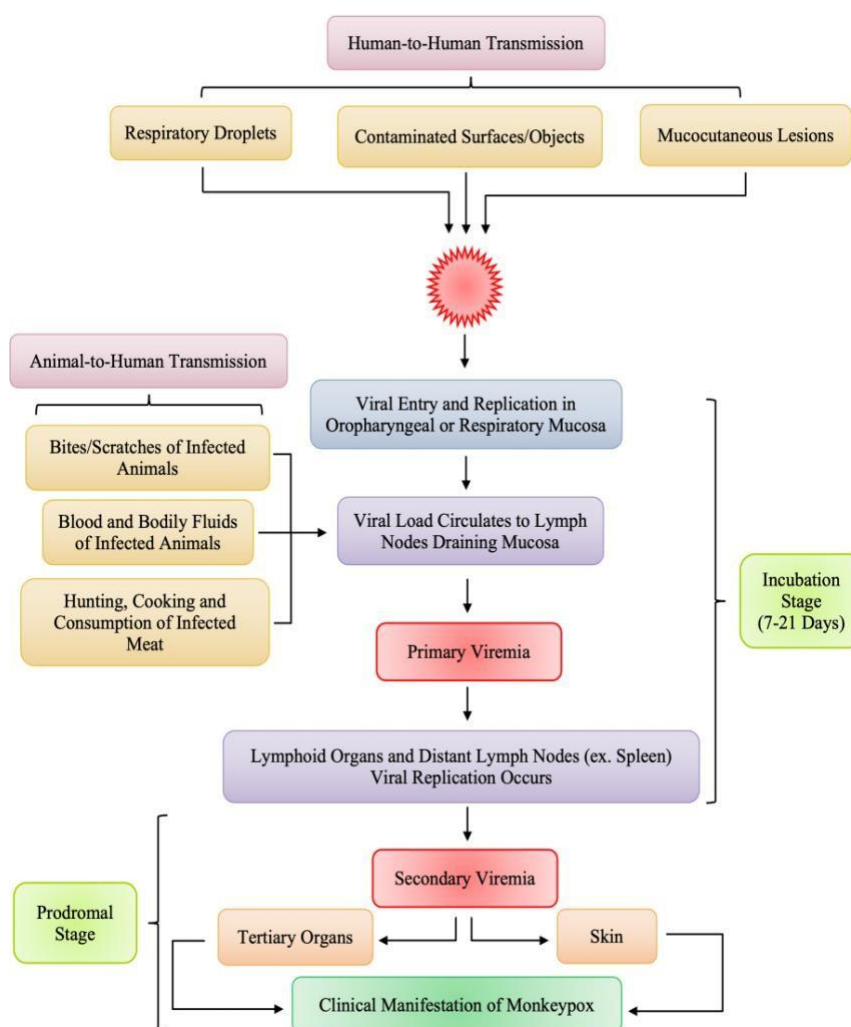 Human-to-Human Transmission
Respiratory Droplets
Contaminated Surfaces/Objects
Mucocutaneous Lesions
Animal-to-Human Transmission
Bites/Scratches of Infected
Animals
Blood and Bodily Fluids
of Infected Animals
Hunting, Cooking and
Consumption of Infected
Meat
Viral Entry and Replication in
Oropharyngeal or Respiratory Mucosa
Viral Load Circulates to Lymph
Nodes Draining Mucosa
Primary Viremia
Lymphoid Organs and Distant Lymph Nodes (ex. Spleen)
Viral Replication Occurs
Incubation
Stage
(7-21 Days)
Secondary Viremia
Prodromal
Stage
Tertiary Organs
Skin
Clinical Manifestation of Monkeypox